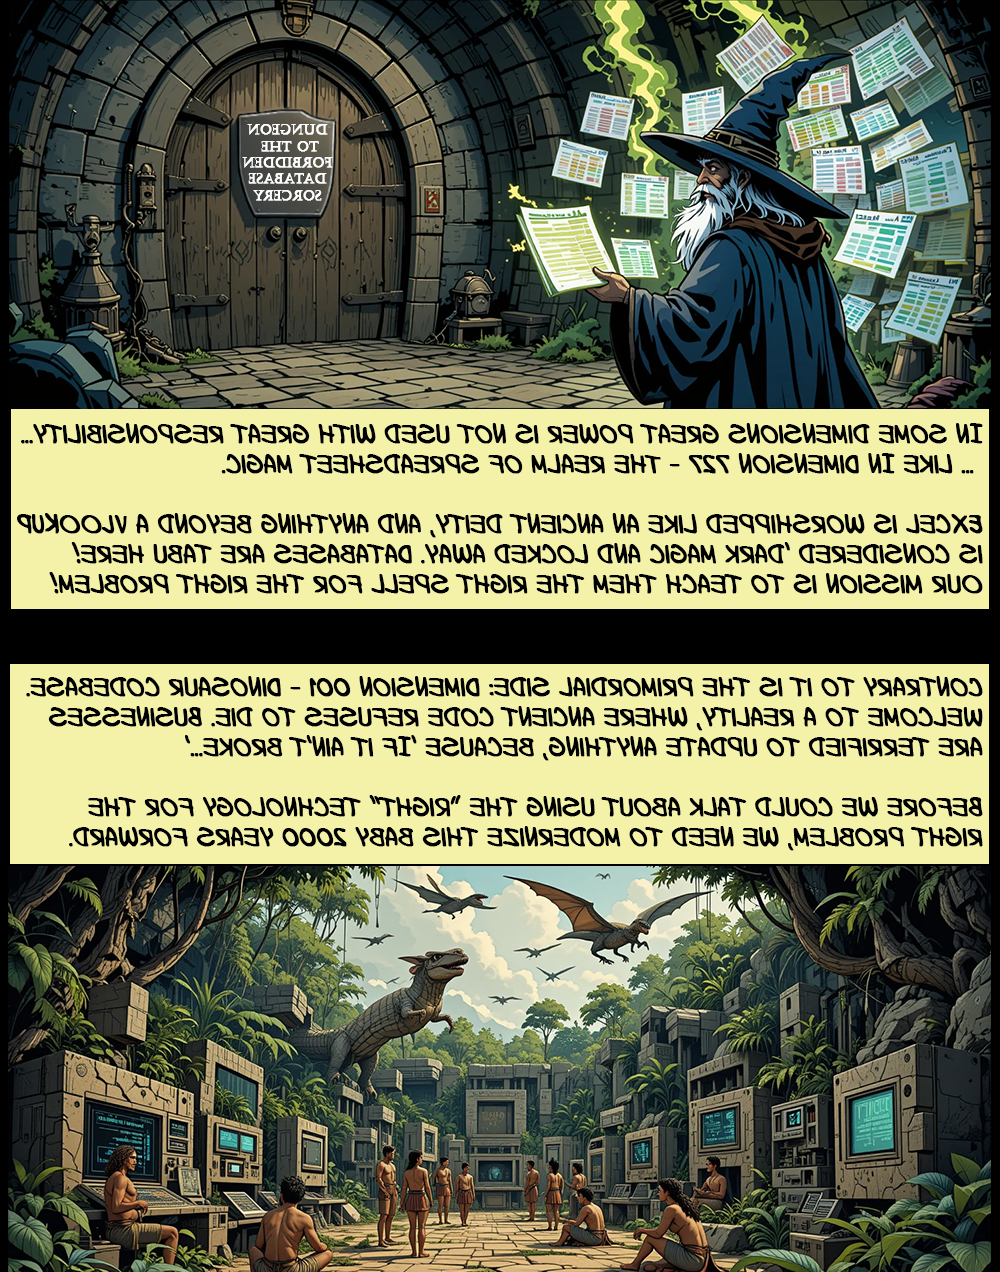 DUNGEON
TO THE
FORBIDDEN
DATABASE
SORCERY
IN SOME DIMENSIONS GREAT POWER IS NOT USED WITH GREAT RESPONSIBILITY...
... LIKE IN DIMENSION 727 - THE REALM OF SPREADSHEET MAGIC.
EXCEL IS WORSHIPPED LIKE AN ANCIENT DEITY, AND ANYTHING BEYOND A VLOOKUP
IS CONSIDERED 'DARK MAGIC AND LOCKED AWAY. DATABASES ARE TABU HERE!
OUR MISSION IS TO TEACH THEM THE RIGHT SPELL FOR THE RIGHT PROBLEM!
CONTRARY TO IT IS THE PRIMORDIAL SIDE: DIMENSION 001 - DINOSAUR CODEBASE.
WELCOME TO A REALITY, WHERE ANCIENT CODE REFUSES TO DIE. BUSINESSES
ARE TERRIFIED TO UPDATE ANYTHING, BECAUSE 'IF IT AIN'T BROKE...'
BEFORE WE COULD TALK ABOUT USING THE "RIGHT" TECHNOLOGY FOR THE
RIGHT PROBLEM, WE NEED TO MODERNIZE THIS BABY 2000 YEARS FORWARD.